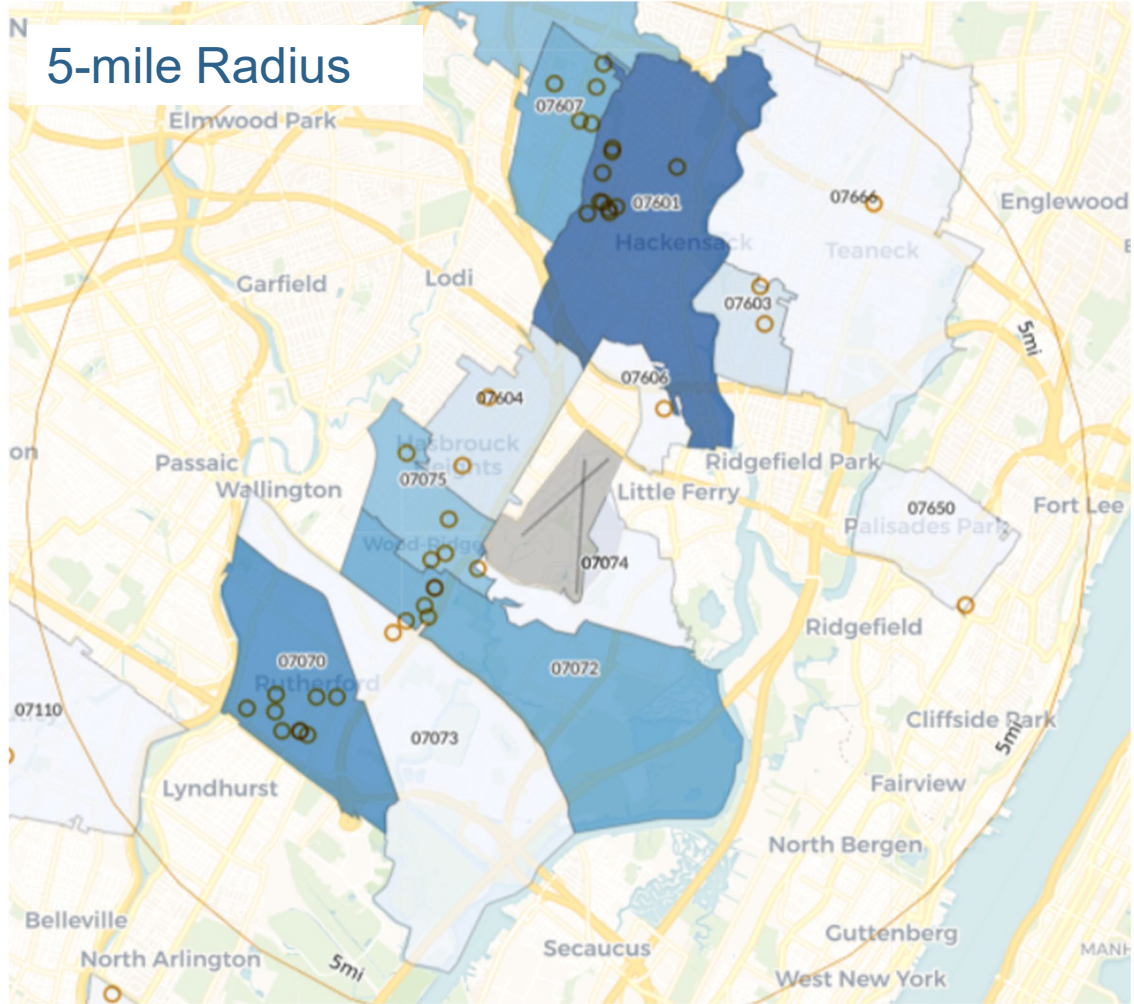 N
5-mile Radius
Elmwood Park
07607
07601
Hackensack
07666
Teaneck
Englewood
E
Garfield
Lodi
07603
5mi
07606
07604
Hasbrouck
Heights
on
Passaic
Wallington
07075
Ridgefield Park
Little Ferry
07650
Palisades Park
Fort Lee
Wood-Ridge
07074
Ridgefield
07070
Rutherford
07072
07110
07073
Cliffside Park
5mi
Lyndhurst
Fairview
North Bergen
Belleville
North Arlington
5mi
Secaucus
Guttenberg
West New York
MANH